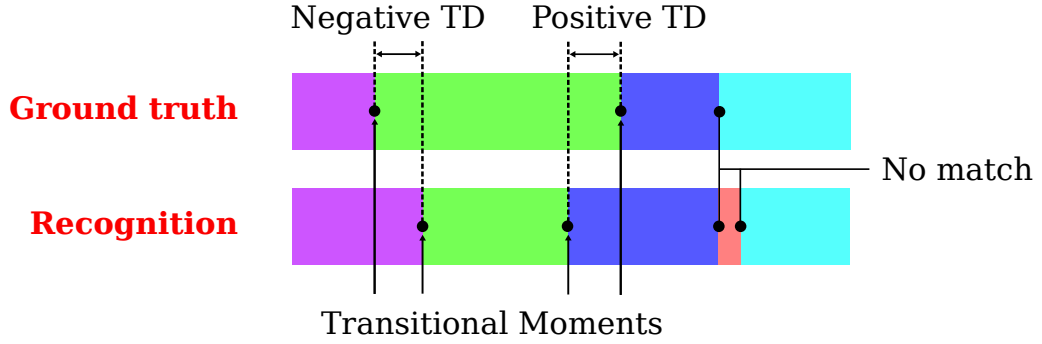 Negative TD
Positive TD
Ground truth
No match
Recognition
Transitional Moments